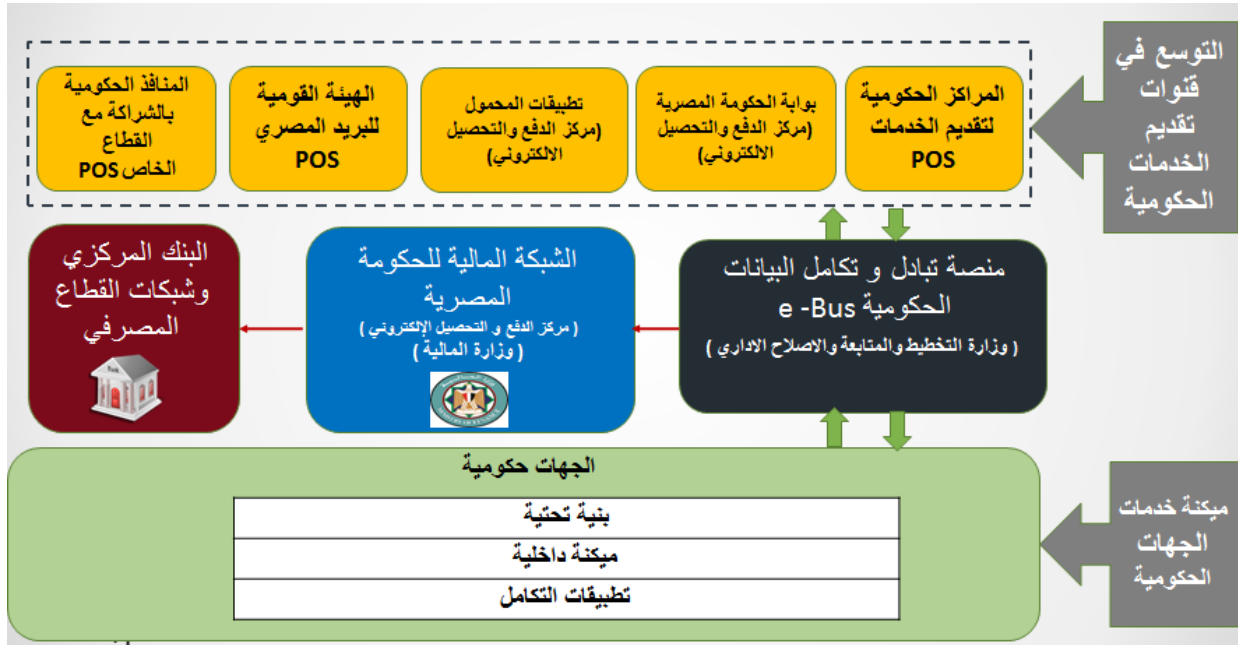 التوسع في
قنوات
تقديم
الخدمات
الحكومية
المراكز الحكومية
لتقديم الخدمات
POS
بوابة الحكومة المصرية
(مركز الدفع والتحصيل
الالكتروني)
تطبيقات المحمول
(مركز الدفع والتحصيل
الالكتروني)
الهيئة القومية
للبريد المصري
POS
المنافذ الحكومية
بالشراكة مع
القطاع
الخاص POS
منصة تبادل و تكامل البيانات
الحكومية e -Bus
( وزارة التخطيط والمتابعة والاصلاح الاداري )
الشبكة المالية للحكومة
المصرية
( مركز الدفع و التحصيل الإلكتروني )
( وزارة المالية )
البنك المركزي
وشبكات القطاع
المصرفي
ميكنة خدمات
الجهات
الحكومية
الجهات حكومية
بنية تحتية
ميكنة داخلية
تطبيقات التكامل